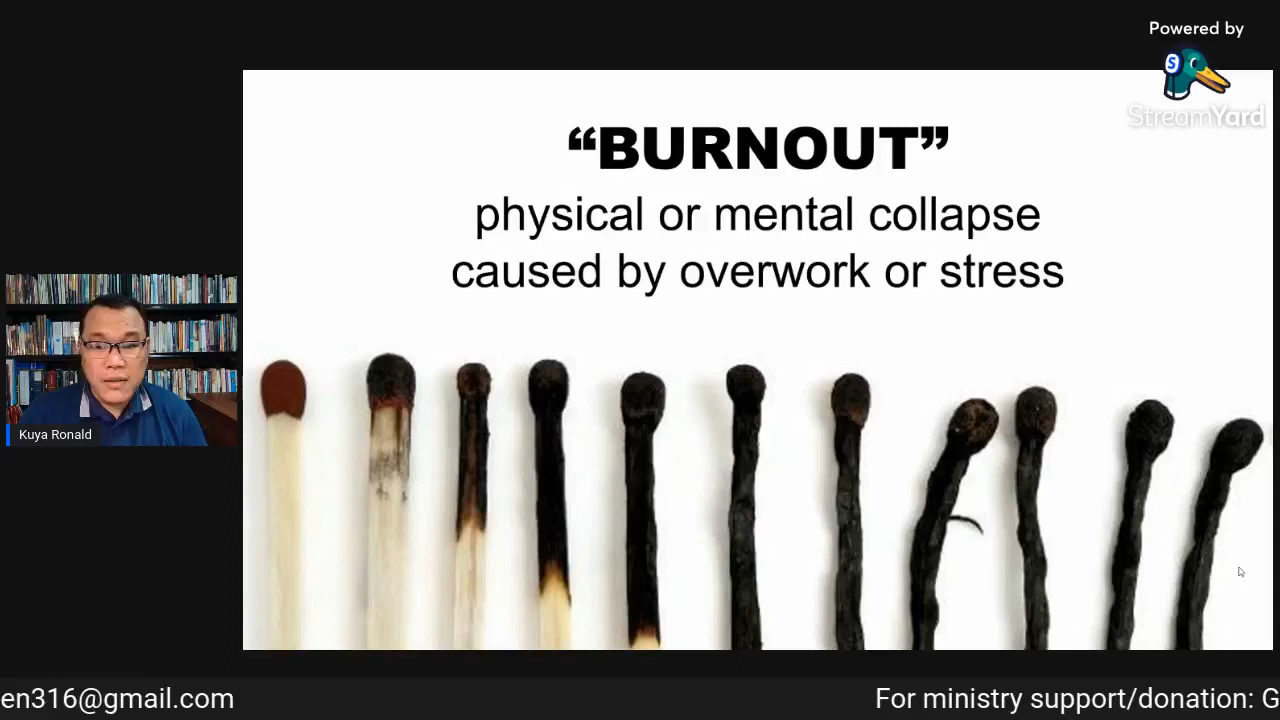 Powered by
StreamYard
“BURNOUT”
physical or mental collapse
caused by overwork or stress
Kuya Ronald
en316@gmail.com
For ministry support/donation: G